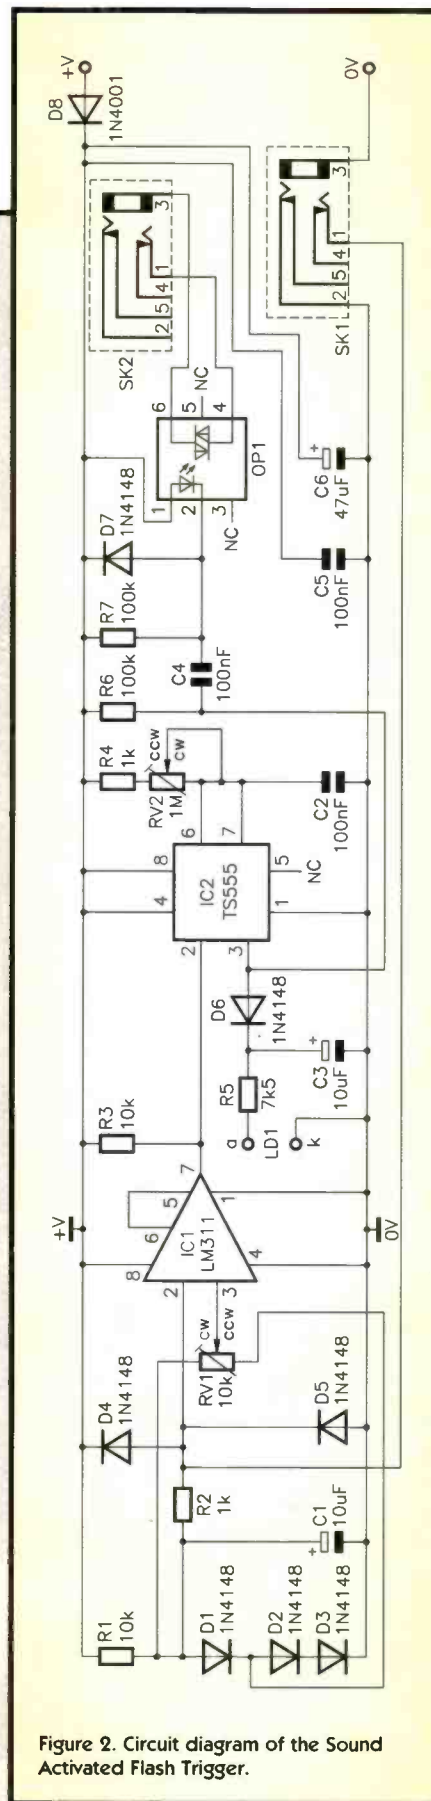 +V
D8
1N4001
0V
SK2
3
1
4
5
2
SK1
3
1
4
5
2
6
5
4
NC
1
2
3
NC
OP1
C6
47uF
+
C5
100nF
D7
1N4148
R7
100k
R6
100k
C4
100nF
R4
1k
RV2
1M
ccw
cw
C2
100nF
IC2
TS555
8
4
6
7
5
NC
1
2
3
D6
1N4148
R5
7k5
C3
10uF
+
a
LD1
k
R3
10k
+V
0V
IC1
LM311
8
7
5
6
1
2
3
4
cw
ccw
RV1
10k
D4
1N4148
D5
1N4148
R2
1k
C1
10uF
+
R1
10k
D1
1N4148
D2
1N4148
D3
1N4148
Figure 2. Circuit diagram of the Sound
Activated Flash Trigger.